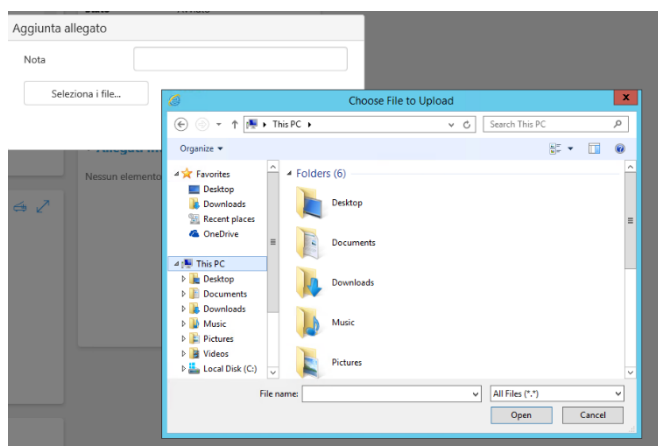 Aggiunta allegato
Nota
Seleziona i file...
Nessun elemento
Choose File to Upload
This PC
Search This PC
Organize
Favorites
Desktop
Downloads
Recent places
OneDrive
This PC
Desktop
Documents
Downloads
Music
Pictures
Videos
Local Disk (C:)
Folders (6)
Desktop
Documents
Downloads
Music
Pictures
File name:
All Files (*.*)
Open
Cancel